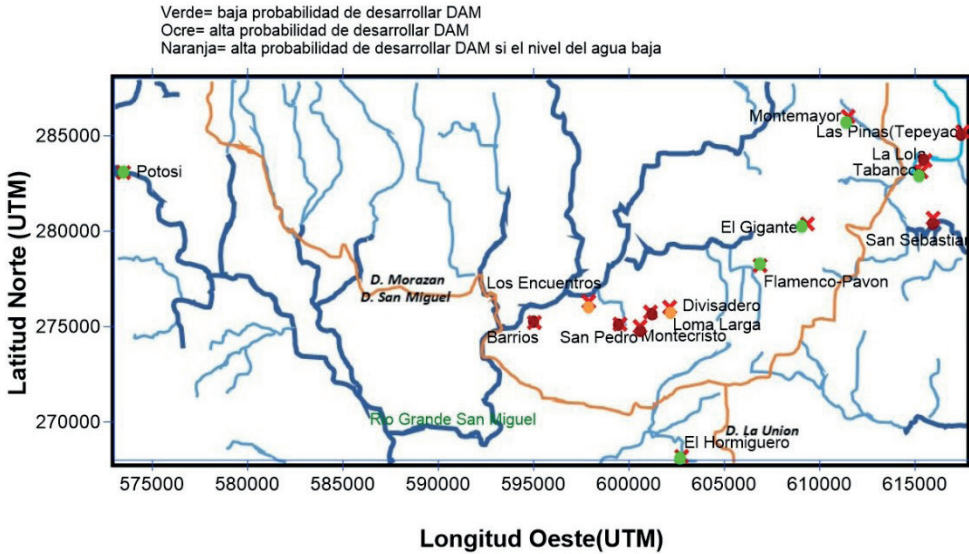 Verde= baja probabilidad de desarrollar DAM
Ocre= alta probabilidad de desarrollar DAM
Naranja= alta probabilidad de desarrollar DAM si el nivel del agua baja
Latitud Norte (UTM)
285000
280000
275000
270000
Montemayor
Las Pinas(Tepeyac)
La Lola
Tabanco
Potosi
El Gigante
San Sebastian
D. Morazan
D. San Miguel
Los Encuentros
Flamenco-Pavon
Divisadero
Loma Larga
Barrios
San Pedro
Montecristo
Rio Grande San Miguel
D. La Union
El Hormiguero
575000 580000 585000 590000 595000 600000 605000 610000 615000
Longitud Oeste(UTM)